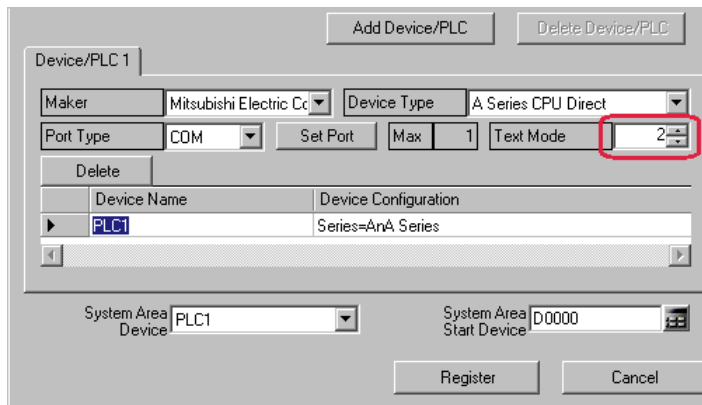 Add Device/PLC Delete Device/PLC
Device/PLC 1
Maker Mitsubishi Electric Co Device Type A Series CPU Direct
Port Type COM Set Port Max 1 Text Mode 2
Delete
Device Name Device Configuration
PLC1 Series=AnA Series
System Area Device PLC1 System Area Start Device D0000
Register Cancel